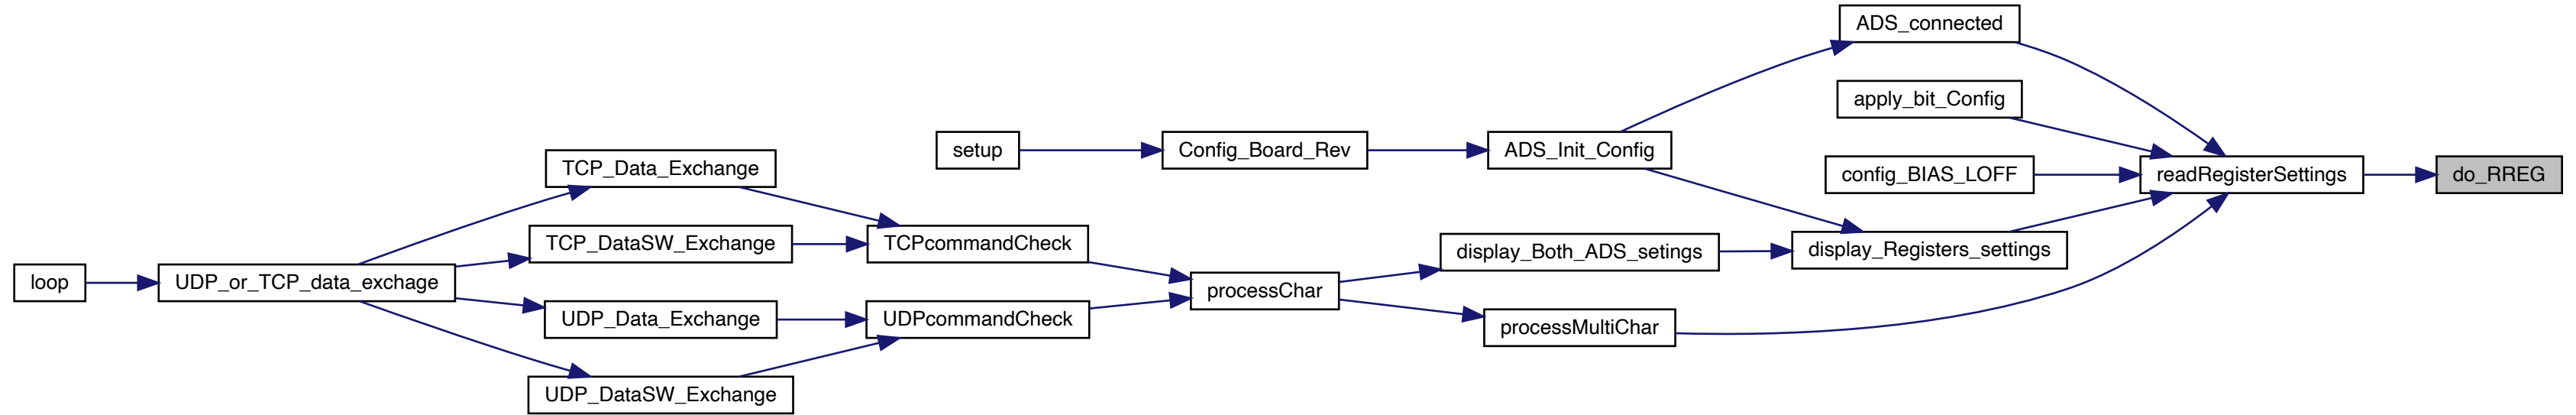 loop
UDP_or_TCP_data_exchage
TCP_Data_Exchange
TCP_DataSW_Exchange
UDP_Data_Exchange
UDP_DataSW_Exchange
setup
TCPcommandCheck
UDPcommandCheck
Config_Board_Rev
processChar
ADS_Init_Config
display_Both_ADS_setings
processMultiChar
ADS_connected
apply_bit_Config
config_BIAS_LOFF
display_Registers_settings
readRegisterSettings
do_RREG